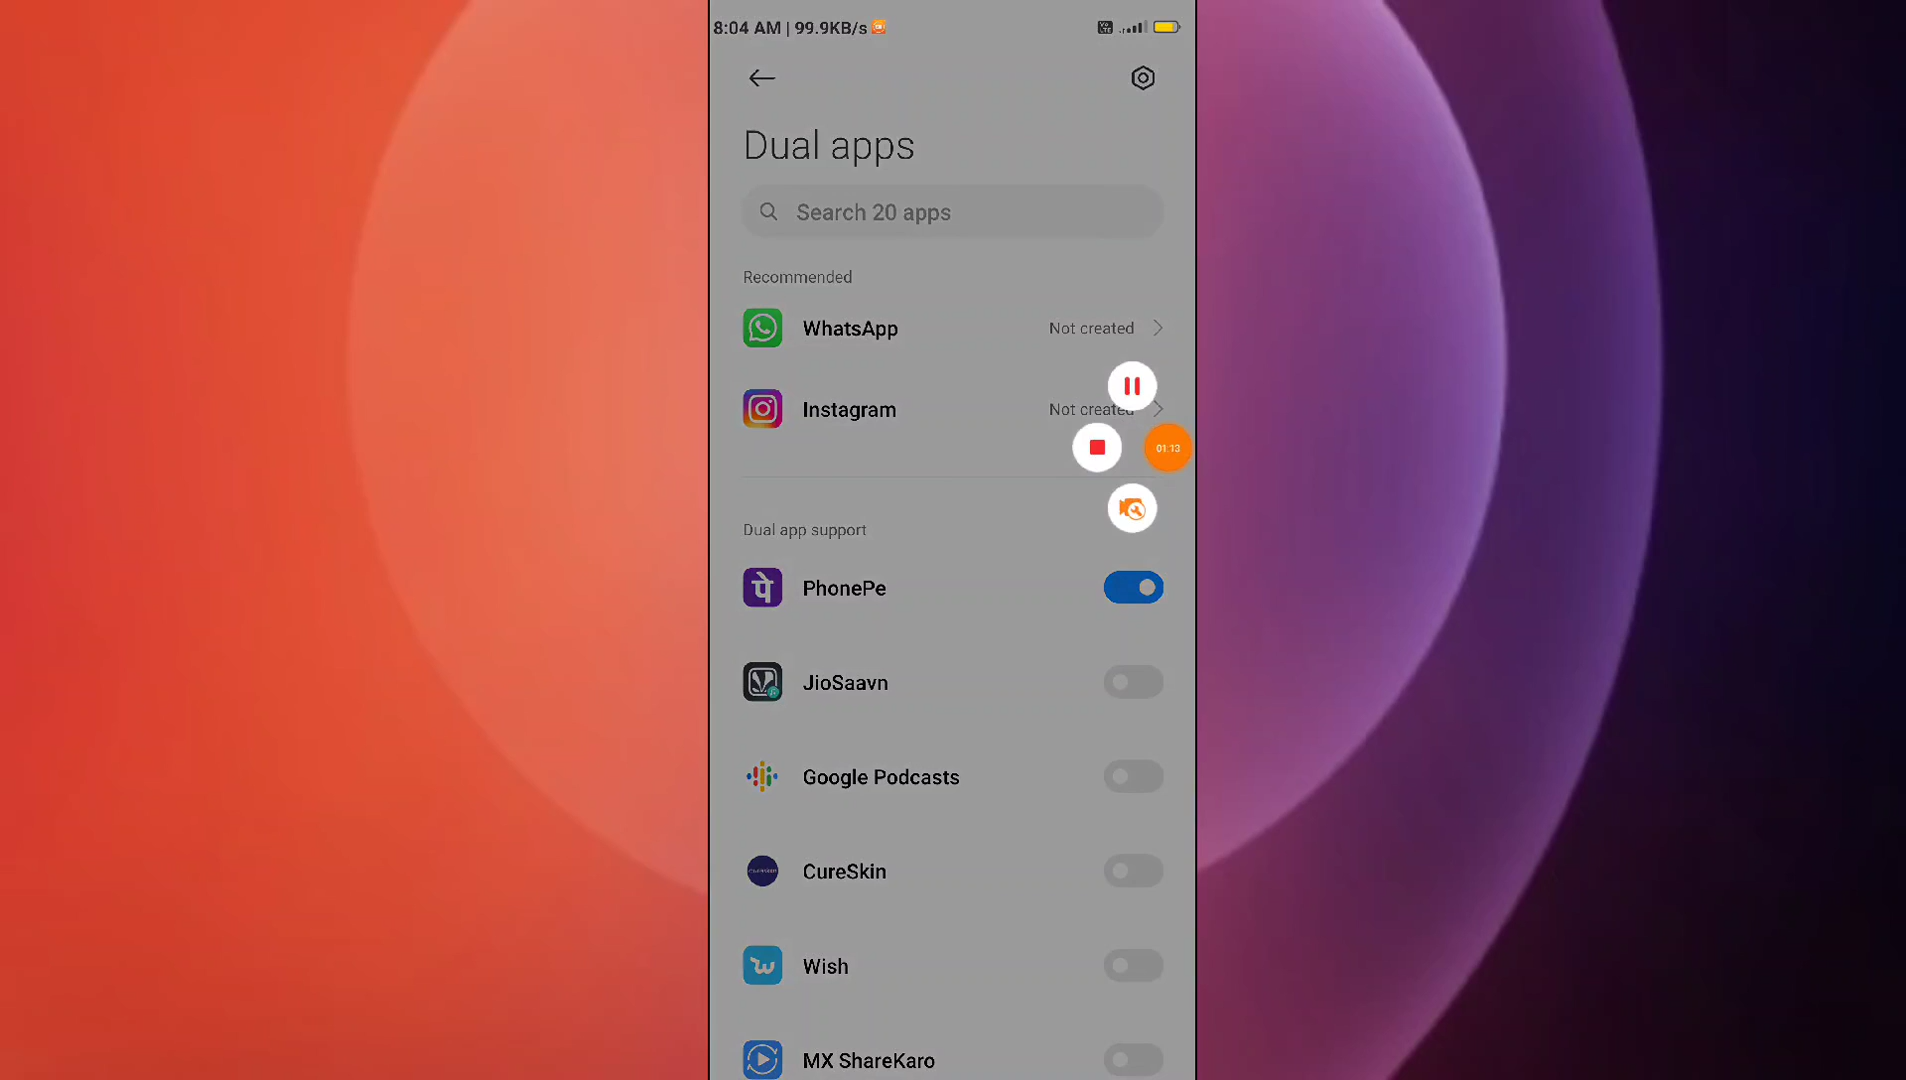 8:04 AM | 99.9KB/s
Dual apps
Search 20 apps
Recommended
WhatsApp Not created
Instagram Not created
01:13
Dual app support
पे PhonePe
JioSaavn
Google Podcasts
CureSkin
Wish
MX ShareKaro